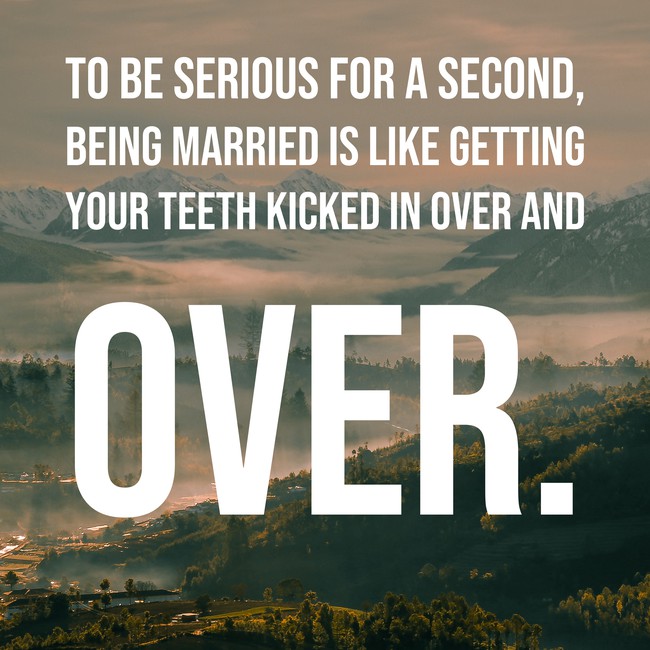 TO BE SERIOUS FOR A SECOND,
BEING MARRIED IS LIKE GETTING
YOUR TEETH KICKED IN OVER AND
OVER.